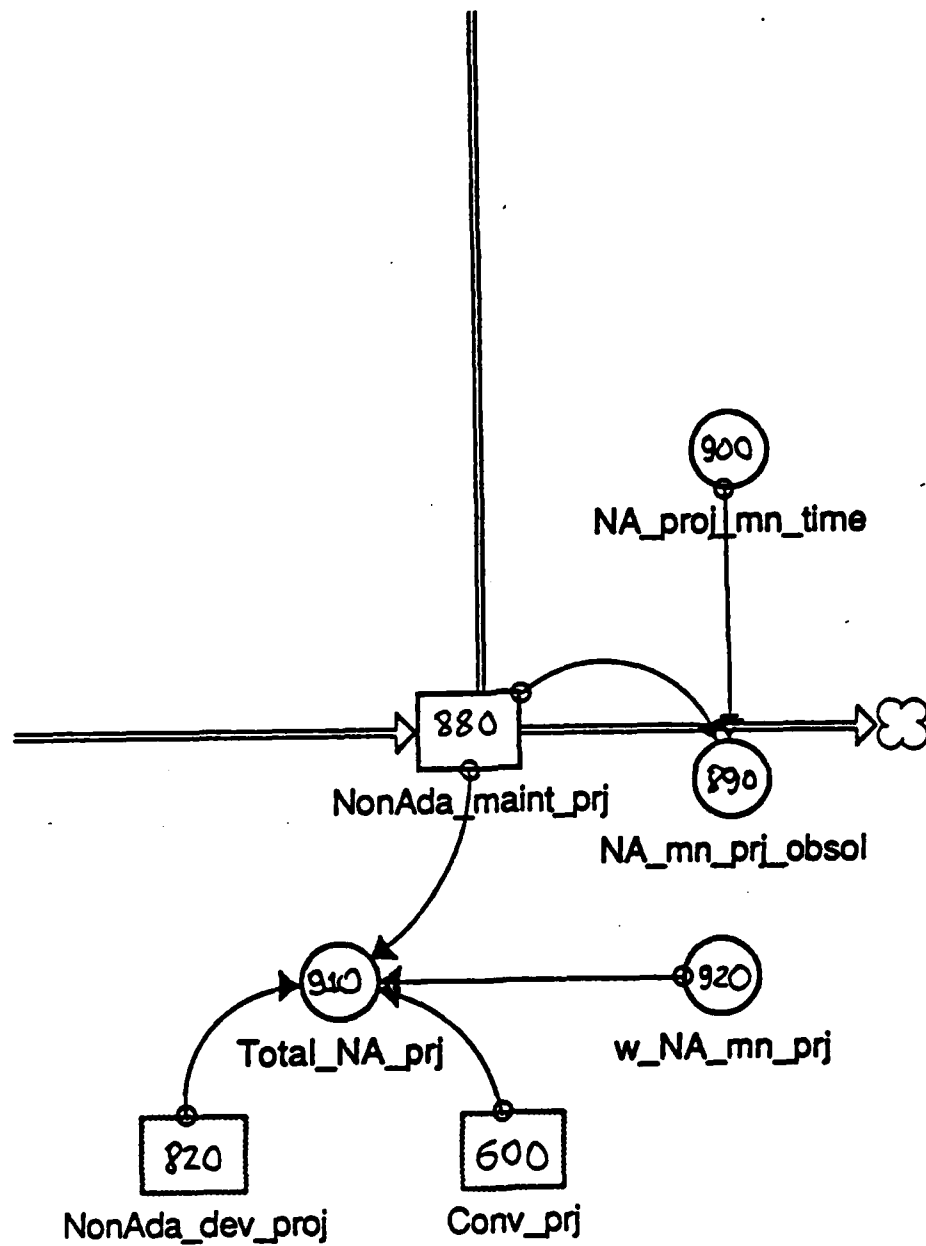 900
NA_proj_mn_time
880
NonAda_maint_prj
890
NA_mn_prj_obsol
910
Total_NA_prj
920
w_NA_mn_prj
820
NonAda_dev_proj
600
Conv_prj